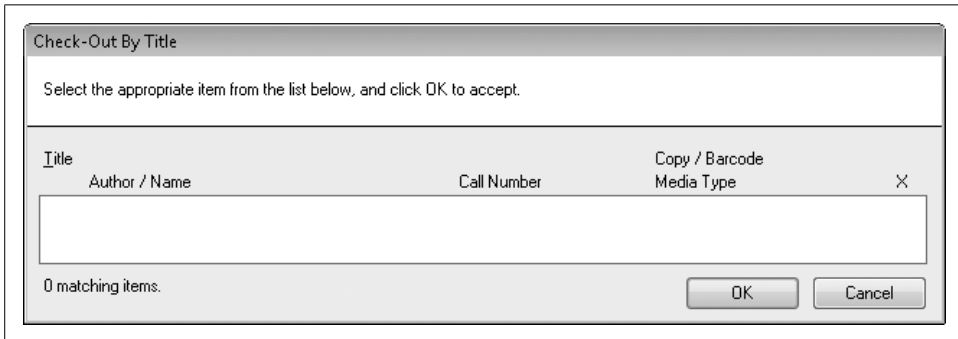 Check-Out By Title
Select the appropriate item from the list below, and click OK to accept.
Title Copy / Barcode
Author / Name Call Number Media Type X
0 matching items. OK Cancel